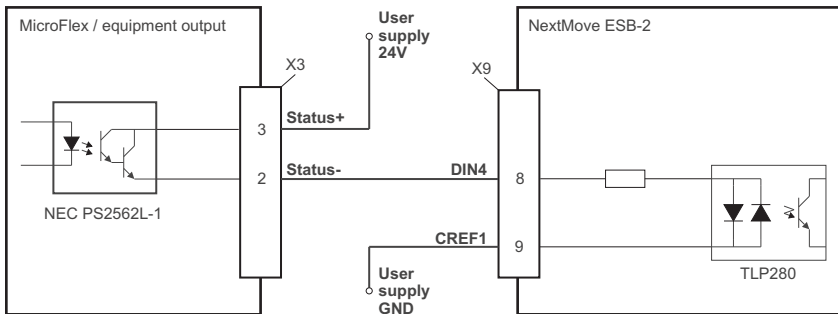 MicroFlex / equipment output
User
supply
24V
NextMove ESB-2
X3
X9
3
Status+
2
Status-
DIN4
8
NEC PS2562L-1
CREF1
9
User
supply
GND
TLP280